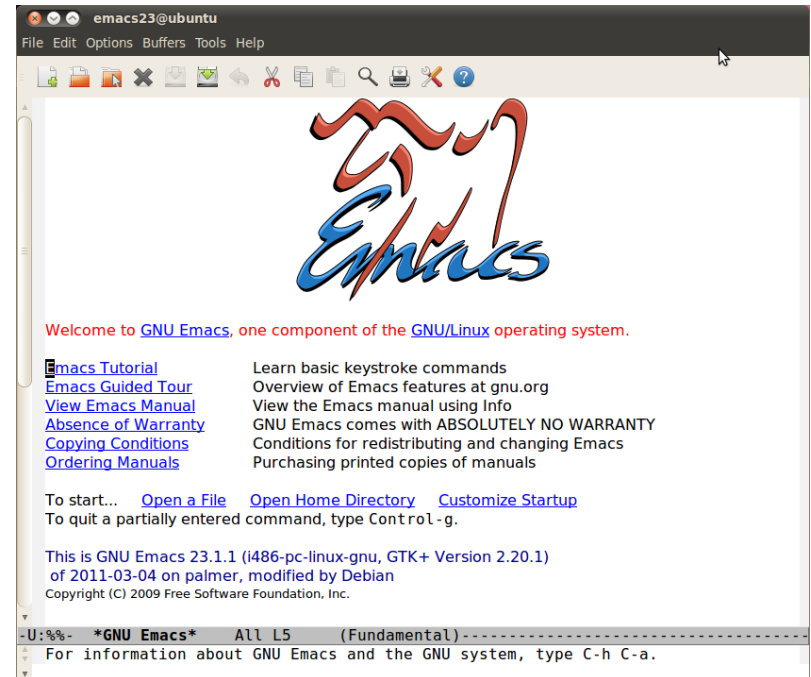 emacs23@ubuntu
File Edit Options Buffers Tools Help
Emacs
Welcome to GNU Emacs, one component of the GNU/Linux operating system.
Emacs Tutorial Learn basic keystroke commands
Emacs Guided Tour Overview of Emacs features at gnu.org
View Emacs Manual View the Emacs manual using Info
Absence of Warranty GNU Emacs comes with ABSOLUTELY NO WARRANTY
Copying Conditions Conditions for redistributing and changing Emacs
Ordering Manuals Purchasing printed copies of manuals
To start... Open a File Open Home Directory Customize Startup
To quit a partially entered command, type Control-g.
This is GNU Emacs 23.1.1 (i486-pc-linux-gnu, GTK+ Version 2.20.1)
of 2011-03-04 on palmer, modified by Debian
Copyright (C) 2009 Free Software Foundation, Inc.
-U:%%- *GNU Emacs* All L5 (Fundamental)-------------------------------------
For information about GNU Emacs and the GNU system, type C-h C-a.